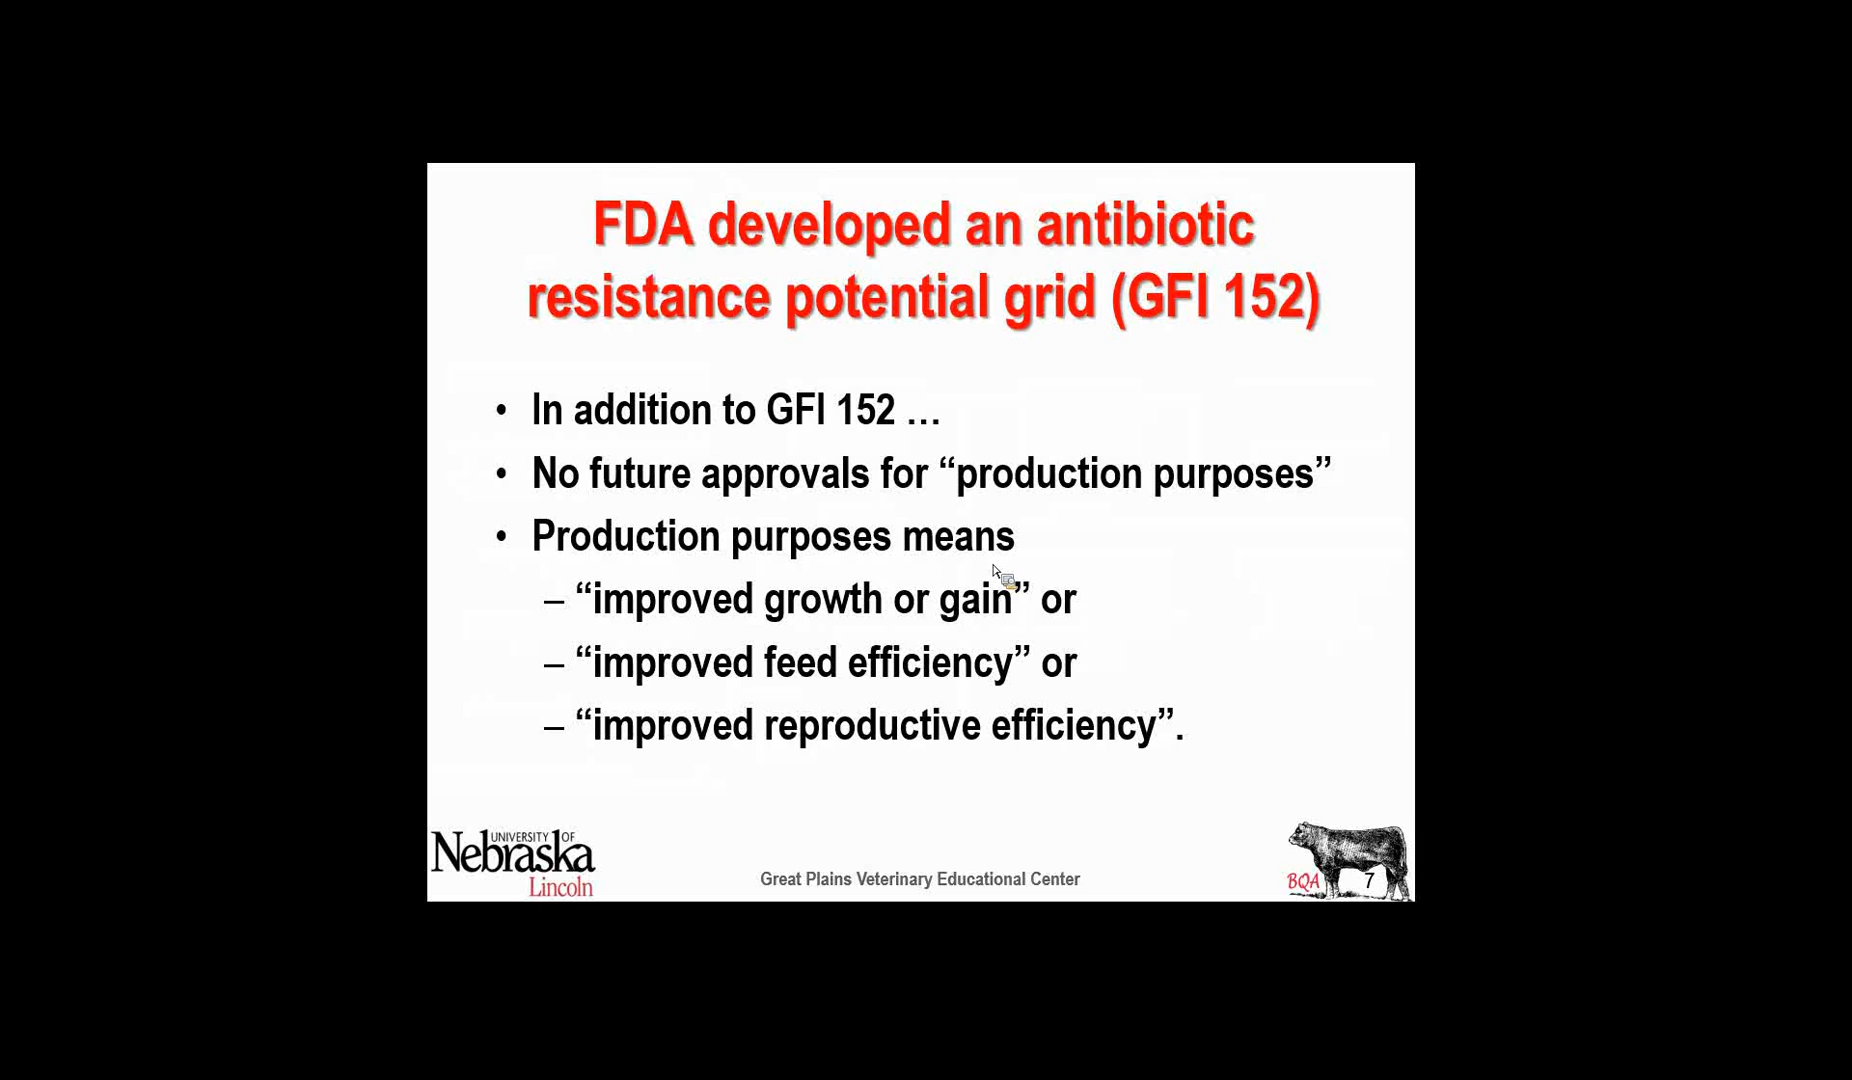 FDA developed an antibiotic
resistance potential grid (GFI 152)
• In addition to GFI 152 …
• No future approvals for “production purposes”
• Production purposes means
– “improved growth or gain” or
– “improved feed efficiency” or
– “improved reproductive efficiency”.
UNIVERSITY OF
Nebraska
Lincoln
Great Plains Veterinary Educational Center
BQA
7